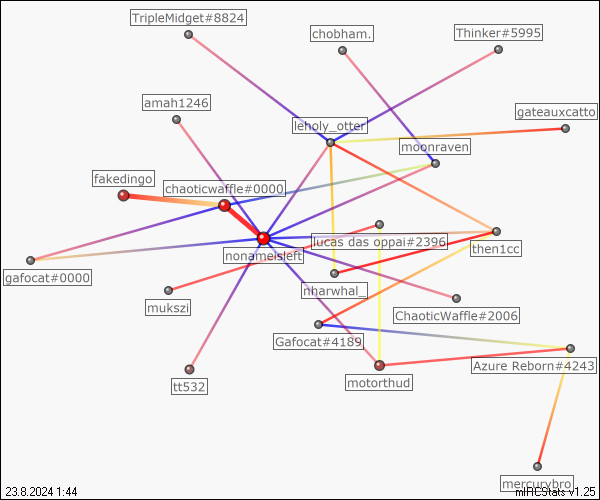 TripleMidget#8824
chobham.
Thinker#5995
amah1246
gateauxcatto
leholy_otter
moonraven
fakedingo
chaoticwaffle#0000
lucas das oppai#2396
nonameisleft
then1cc
gafocat#0000
nharwhal_
mukszi
ChaoticWaffle#2006
Gafocat#4189
Azure Reborn#4243
motorthud
tt532
mercurybro
23.8.2024 1:44
mIRCStats v1.25